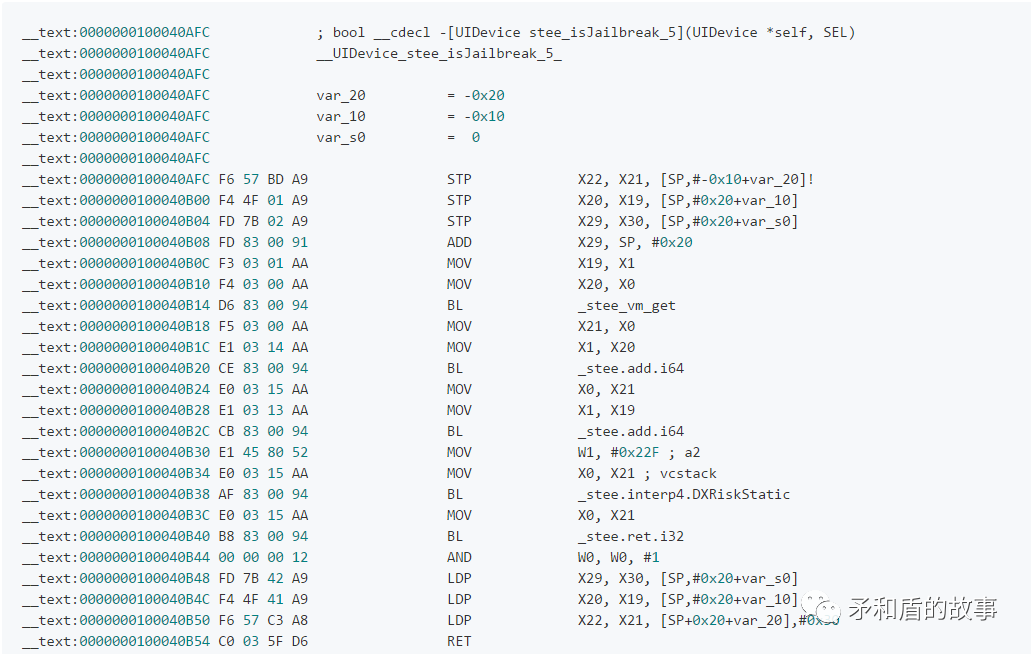 __text:0000000100040AFC ; bool __cdecl -[UIDevice stee_isJailbreak_5](UIDevice *self, SEL)
__text:0000000100040AFC __UIDevice_stee_isJailbreak_5_
__text:0000000100040AFC
__text:0000000100040AFC var_20 = -0x20
__text:0000000100040AFC var_10 = -0x10
__text:0000000100040AFC var_s0 = 0
__text:0000000100040AFC
__text:0000000100040AFC F6 57 BD A9 STP X22, X21, [SP,#-0x10+var_20]!
__text:0000000100040B00 F4 4F 01 A9 STP X20, X19, [SP,#0x20+var_10]
__text:0000000100040B04 FD 7B 02 A9 STP X29, X30, [SP,#0x20+var_s0]
__text:0000000100040B08 FD 83 00 91 ADD X29, SP, #0x20
__text:0000000100040B0C F3 03 01 AA MOV X19, X1
__text:0000000100040B10 F4 03 00 AA MOV X20, X0
__text:0000000100040B14 D6 83 00 94 BL _stee_vm_get
__text:0000000100040B18 F5 03 00 AA MOV X21, X0
__text:0000000100040B1C E1 03 14 AA MOV X1, X20
__text:0000000100040B20 CE 83 00 94 BL _stee.add.i64
__text:0000000100040B24 E0 03 15 AA MOV X0, X21
__text:0000000100040B28 E1 03 13 AA MOV X1, X19
__text:0000000100040B2C CB 83 00 94 BL _stee.add.i64
__text:0000000100040B30 E1 45 80 52 MOV W1, #0x22F ; a2
__text:0000000100040B34 E0 03 15 AA MOV X0, X21 ; vcstack
__text:0000000100040B38 AF 83 00 94 BL _stee.interp4.DXRiskStatic
__text:0000000100040B3C E0 03 15 AA MOV X0, X21
__text:0000000100040B40 B8 83 00 94 BL _stee.ret.i32
__text:0000000100040B44 00 00 00 12 AND W0, W0, #1
__text:0000000100040B48 FD 7B 42 A9 LDP X29, X30, [SP,#0x20+var_s0]
__text:0000000100040B4C F4 4F 41 A9 LDP X20, X19, [SP,#0x20+var_10]
矛和盾的故事
__text:0000000100040B50 F6 57 C3 A8 LDP X22, X21, [SP+0x20+var_20],#0x30
__text:0000000100040B54 C0 03 5F D6 RET